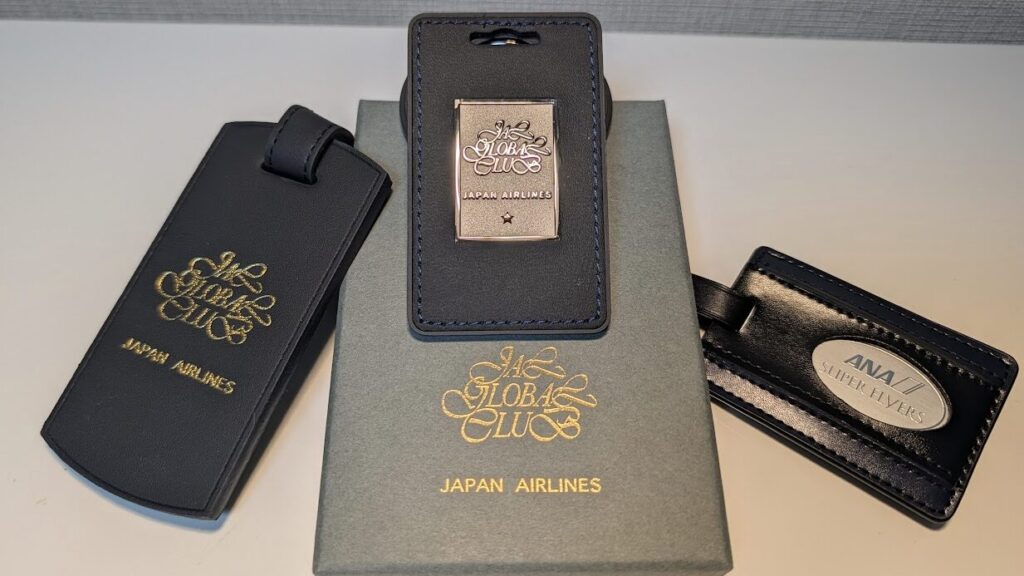 JAL
GLOBAL
CLUB
JAPAN AIRLINES
JAL
GLOBAL
CLUB
JAPAN AIRLINES
JAL
GLOBAL
CLUB
JAPAN AIRLINES
ANA
SUPER FLYERS